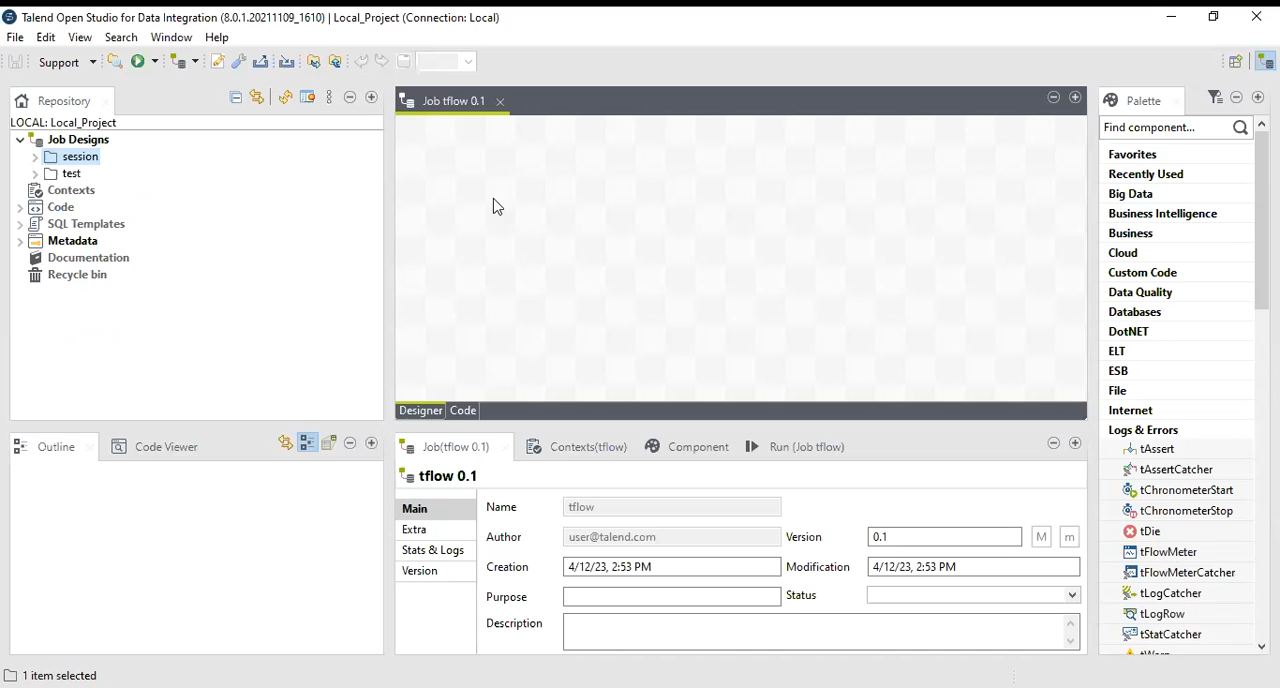 Talend Open Studio for Data Integration (8.0.1.20211109_1610) | Local_Project (Connection: Local)
File Edit View Search Window Help
Support
Repository
LOCAL: Local_Project
Job Designs
session
test
Contexts
Code
SQL Templates
Metadata
Documentation
Recycle bin
Job tflow 0.1
Designer Code
Palette
Find component...
Favorites
Recently Used
Big Data
Business Intelligence
Business
Cloud
Custom Code
Data Quality
Databases
DotNET
ELT
ESB
File
Internet
Logs & Errors
tAssert
tAssertCatcher
tChronometerStart
tChronometerStop
tDie
tFlowMeter
tFlowMeterCatcher
tLogCatcher
tLogRow
tStatCatcher
tWarn
Outline Code Viewer
Job(tflow 0.1) Contexts(tflow) Component Run (Job tflow)
tflow 0.1
Main
Extra
Stats & Logs
Version
Name tflow
Author user@talend.com Version 0.1 M m
Creation 4/12/23, 2:53 PM Modification 4/12/23, 2:53 PM
Purpose Status
Description
1 item selected